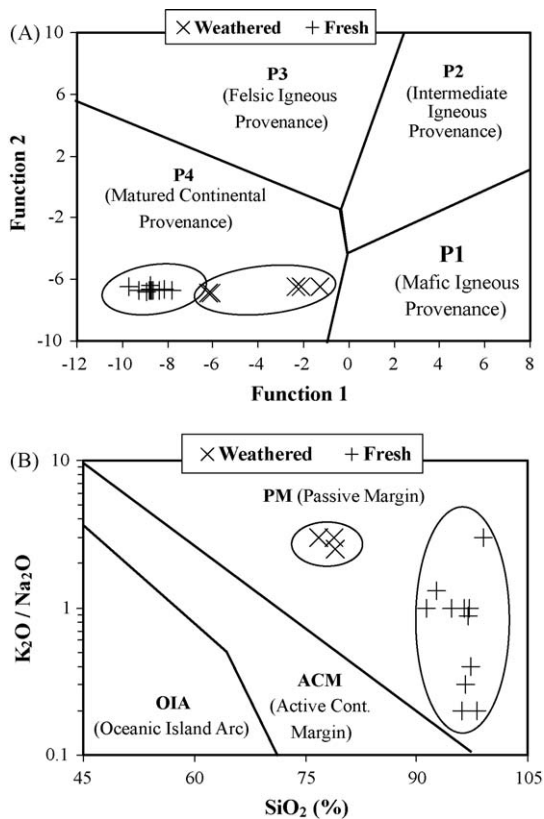 (A)
× Weathered + Fresh
10
6
2
-2
-6
-10
Function 2
P3
(Felsic Igneous
Provenance)
P2
(Intermediate
Igneous
Provenance)
P4
(Matured Continental
Provenance)
P1
(Mafic Igneous
Provenance)
-12 -10 -8 -6 -4 -2 0 2 4 6 8
Function 1
(B)
× Weathered + Fresh
10
1
0.1
K₂O / Na₂O
PM (Passive Margin)
ACM
(Active Cont.
Margin)
OIA
(Oceanic Island Arc)
45 60 75 90 105
SiO₂ (%)